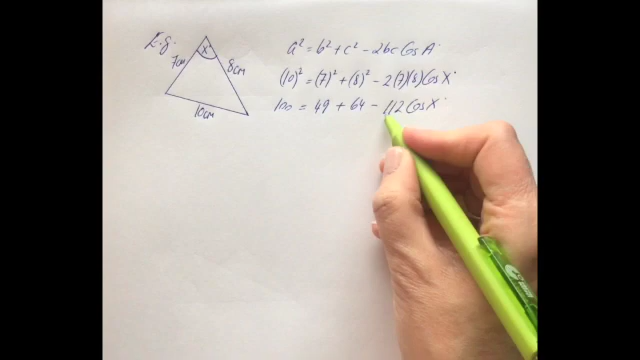 E.g.
X°
7cm
8cm
10cm
a² = b² + c² - 2bc Cos A°
(10)² = (7)² + (8)² - 2(7)(8) Cos X°
100 = 49 + 64 - 112 Cos X°